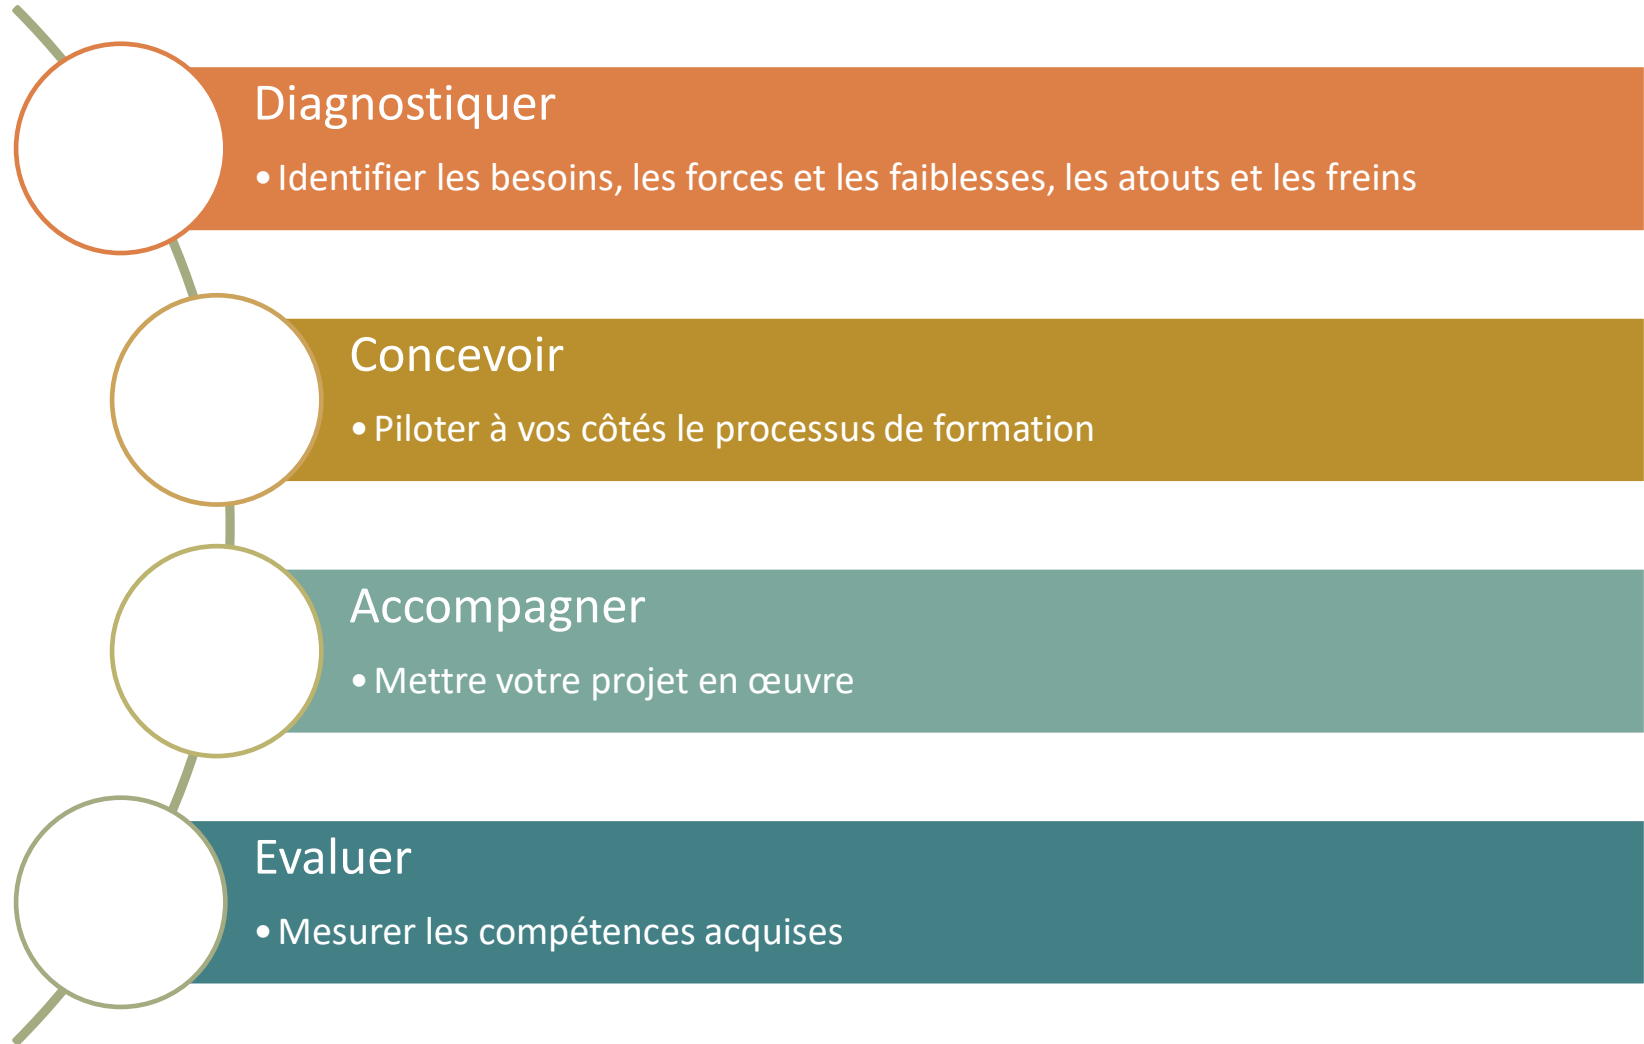 Diagnostiquer
• Identifier les besoins, les forces et les faiblesses, les atouts et les freins
Concevoir
• Piloter à vos côtés le processus de formation
Accompagner
• Mettre votre projet en œuvre
Evaluer
• Mesurer les compétences acquises